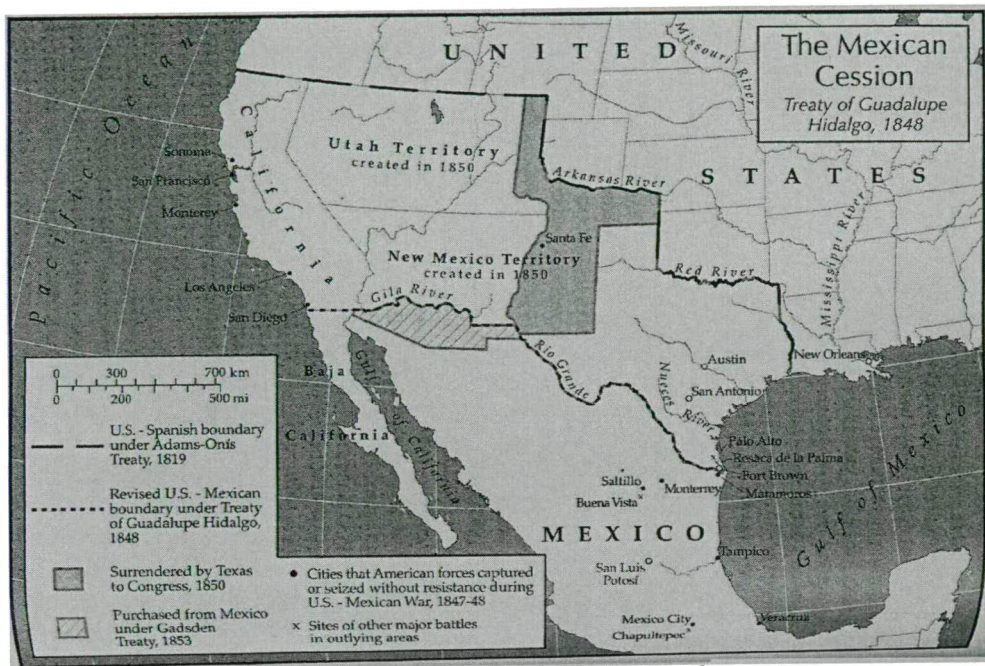 The Mexican
Cession
Treaty of Guadalupe
Hidalgo, 1848
UNITED
STATES
Missouri River
Pacific Ocean
California
Utah Territory
created in 1850
Arkansas River
Sonoma
San Francisco
Monterey
Santa Fe
New Mexico Territory
created in 1850
Red River
Mississippi River
Los Angeles
Gila River
San Diego
Rio Grande
Austin
New Orleans
Nueces River
San Antonio
Baja
California
Gulf of California
Palo Alto
Resaca de la Palma
Fort Brown
Matamoros
Saltillo
Monterrey
Buena Vista
Gulf of Mexico
MEXICO
Tampico
San Luis
Potosí
Mexico City
Chapultepec
Veracruz
0 300 700 km
0 200 500 mi
U.S. - Spanish boundary
under Adams-Onís
Treaty, 1819
Revised U.S. - Mexican
boundary under Treaty
of Guadalupe Hidalgo,
1848
Surrendered by Texas
to Congress, 1850
Purchased from Mexico
under Gadsden
Treaty, 1853
Cities that American forces captured
or seized without resistance during
U.S. - Mexican War, 1847-48
x Sites of other major battles
in outlying areas